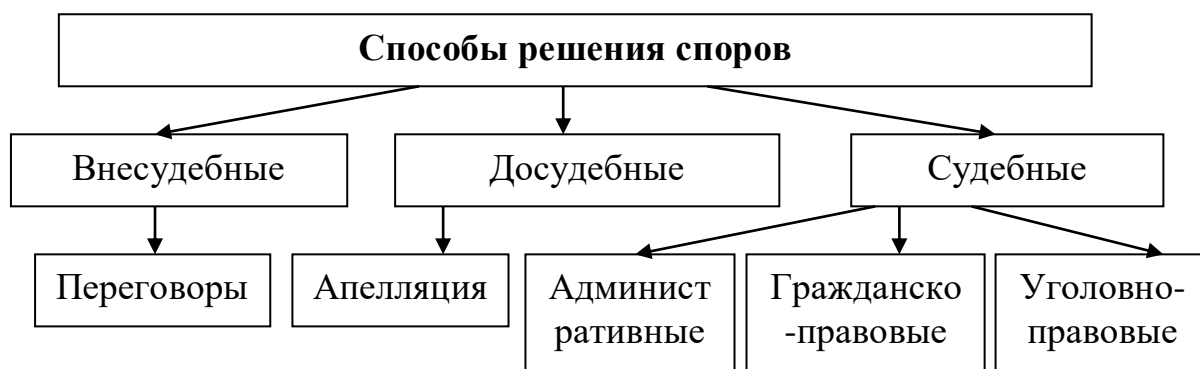 Способы решения споров
Внесудебные
Досудебные
Судебные
Переговоры
Апелляция
Админист
ративные
Гражданско
-правовые
Уголовно-
правовые